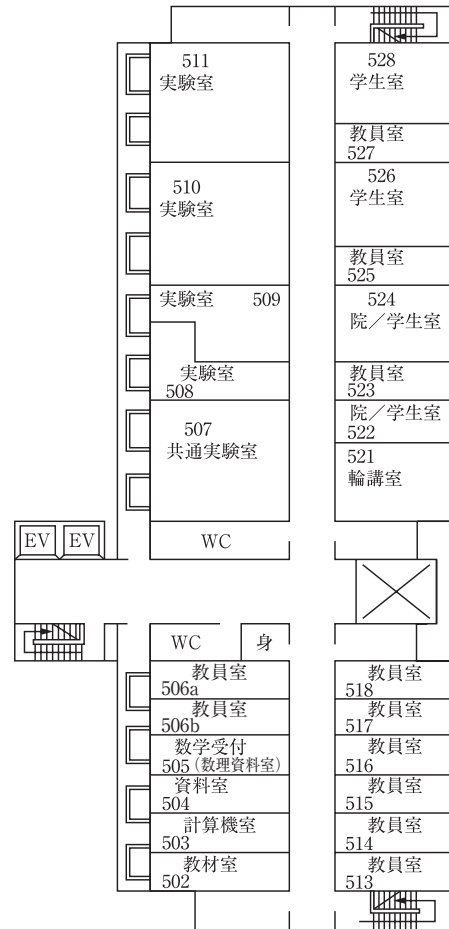 511
実験室
528
学生室
教員室
527
510
実験室
526
学生室
教員室
525
実験室 509
524
院／学生室
実験室
508
教員室
523
507
共通実験室
院／学生室
522
521
輪講室
EV EV
WC
WC 身
教員室
506a
教員室
518
教員室
506b
教員室
517
数学受付
505（数理資料室）
教員室
516
資料室
504
教員室
515
計算機室
503
教員室
514
教材室
502
教員室
513